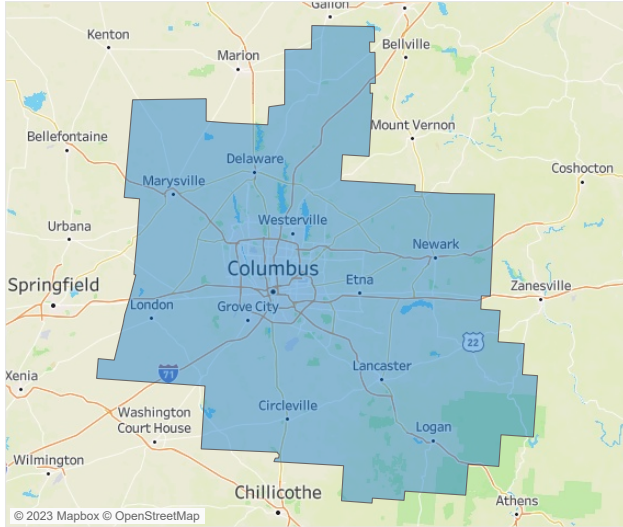 Galion
Kenton
Bellville
Marion
Mount Vernon
Bellefontaine
Delaware
Coshocton
Marysville
Urbana
Westerville
Newark
Columbus
Springfield
Etna
Zanesville
London
Grove City
22
Lancaster
71
Xenia
Circleville
Washington
Court House
Logan
Wilmington
Chillicothe
Athens
© 2023 Mapbox © OpenStreetMap